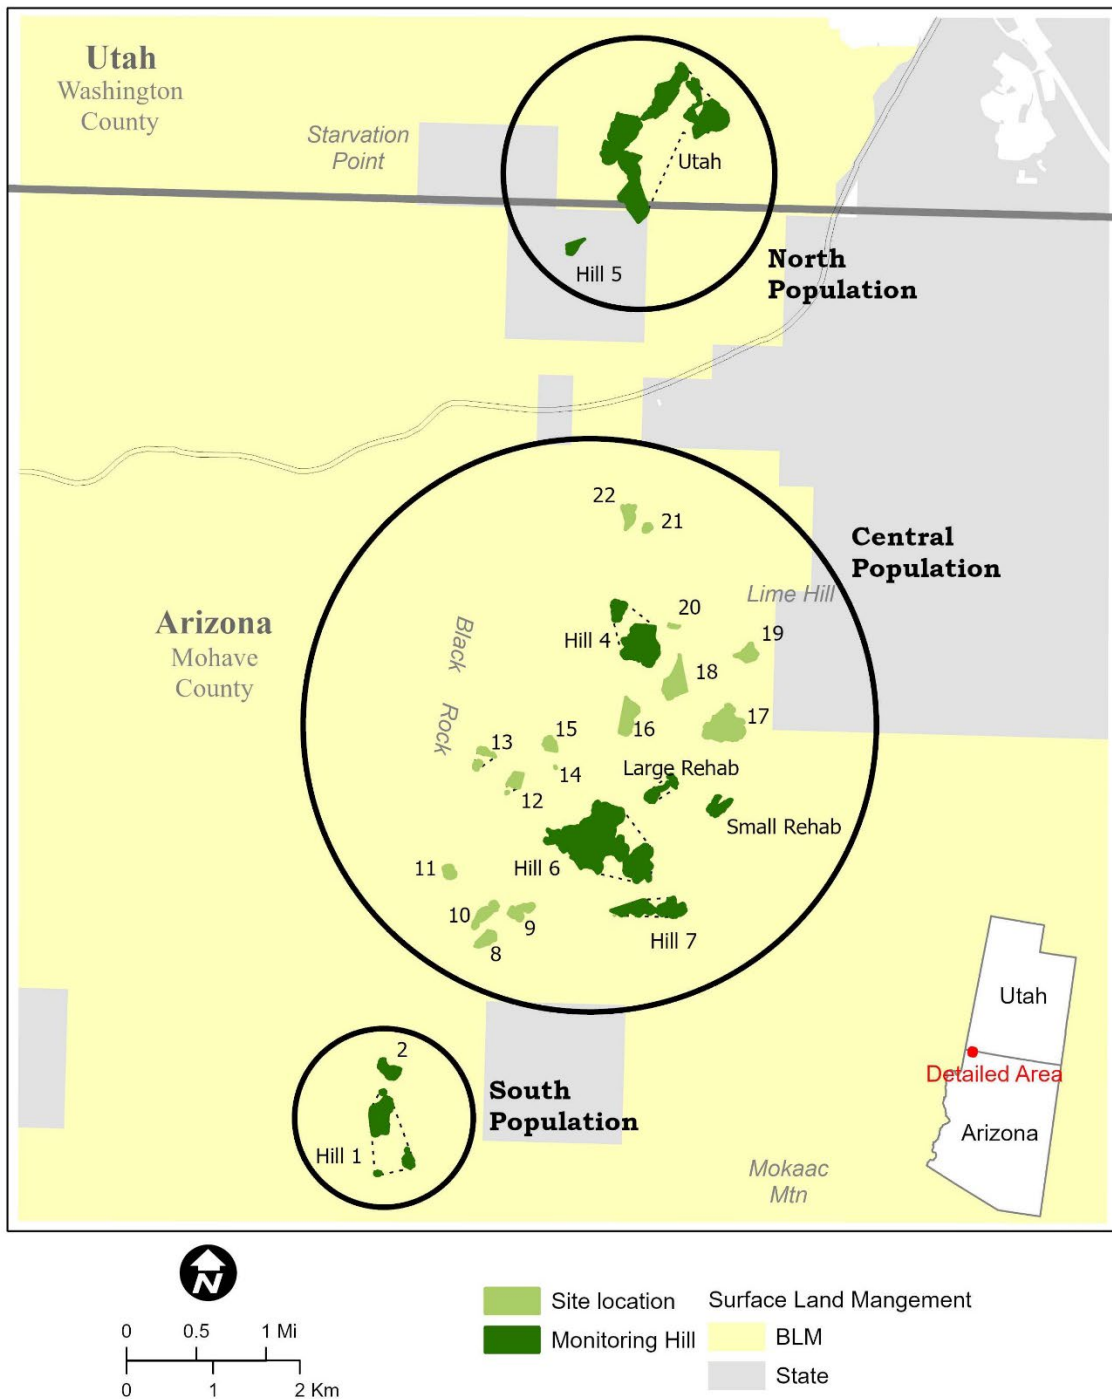 Utah
Washington
County
Starvation
Point
Utah
Hill 5
North
Population
22
21
Central
Population
Lime Hill
20
19
Hill 4
Arizona
Mohave
County
Black
Rock
18
17
16
15
13
14
12
Large Rehab
Small Rehab
Hill 6
11
10
9
8
Hill 7
2
Hill 1
South
Population
Mokaac
Mtn
Utah
Detailed Area
Arizona
N
0 0.5 1 Mi
0 1 2 Km
Site location
Monitoring Hill
Surface Land Mangement
BLM
State